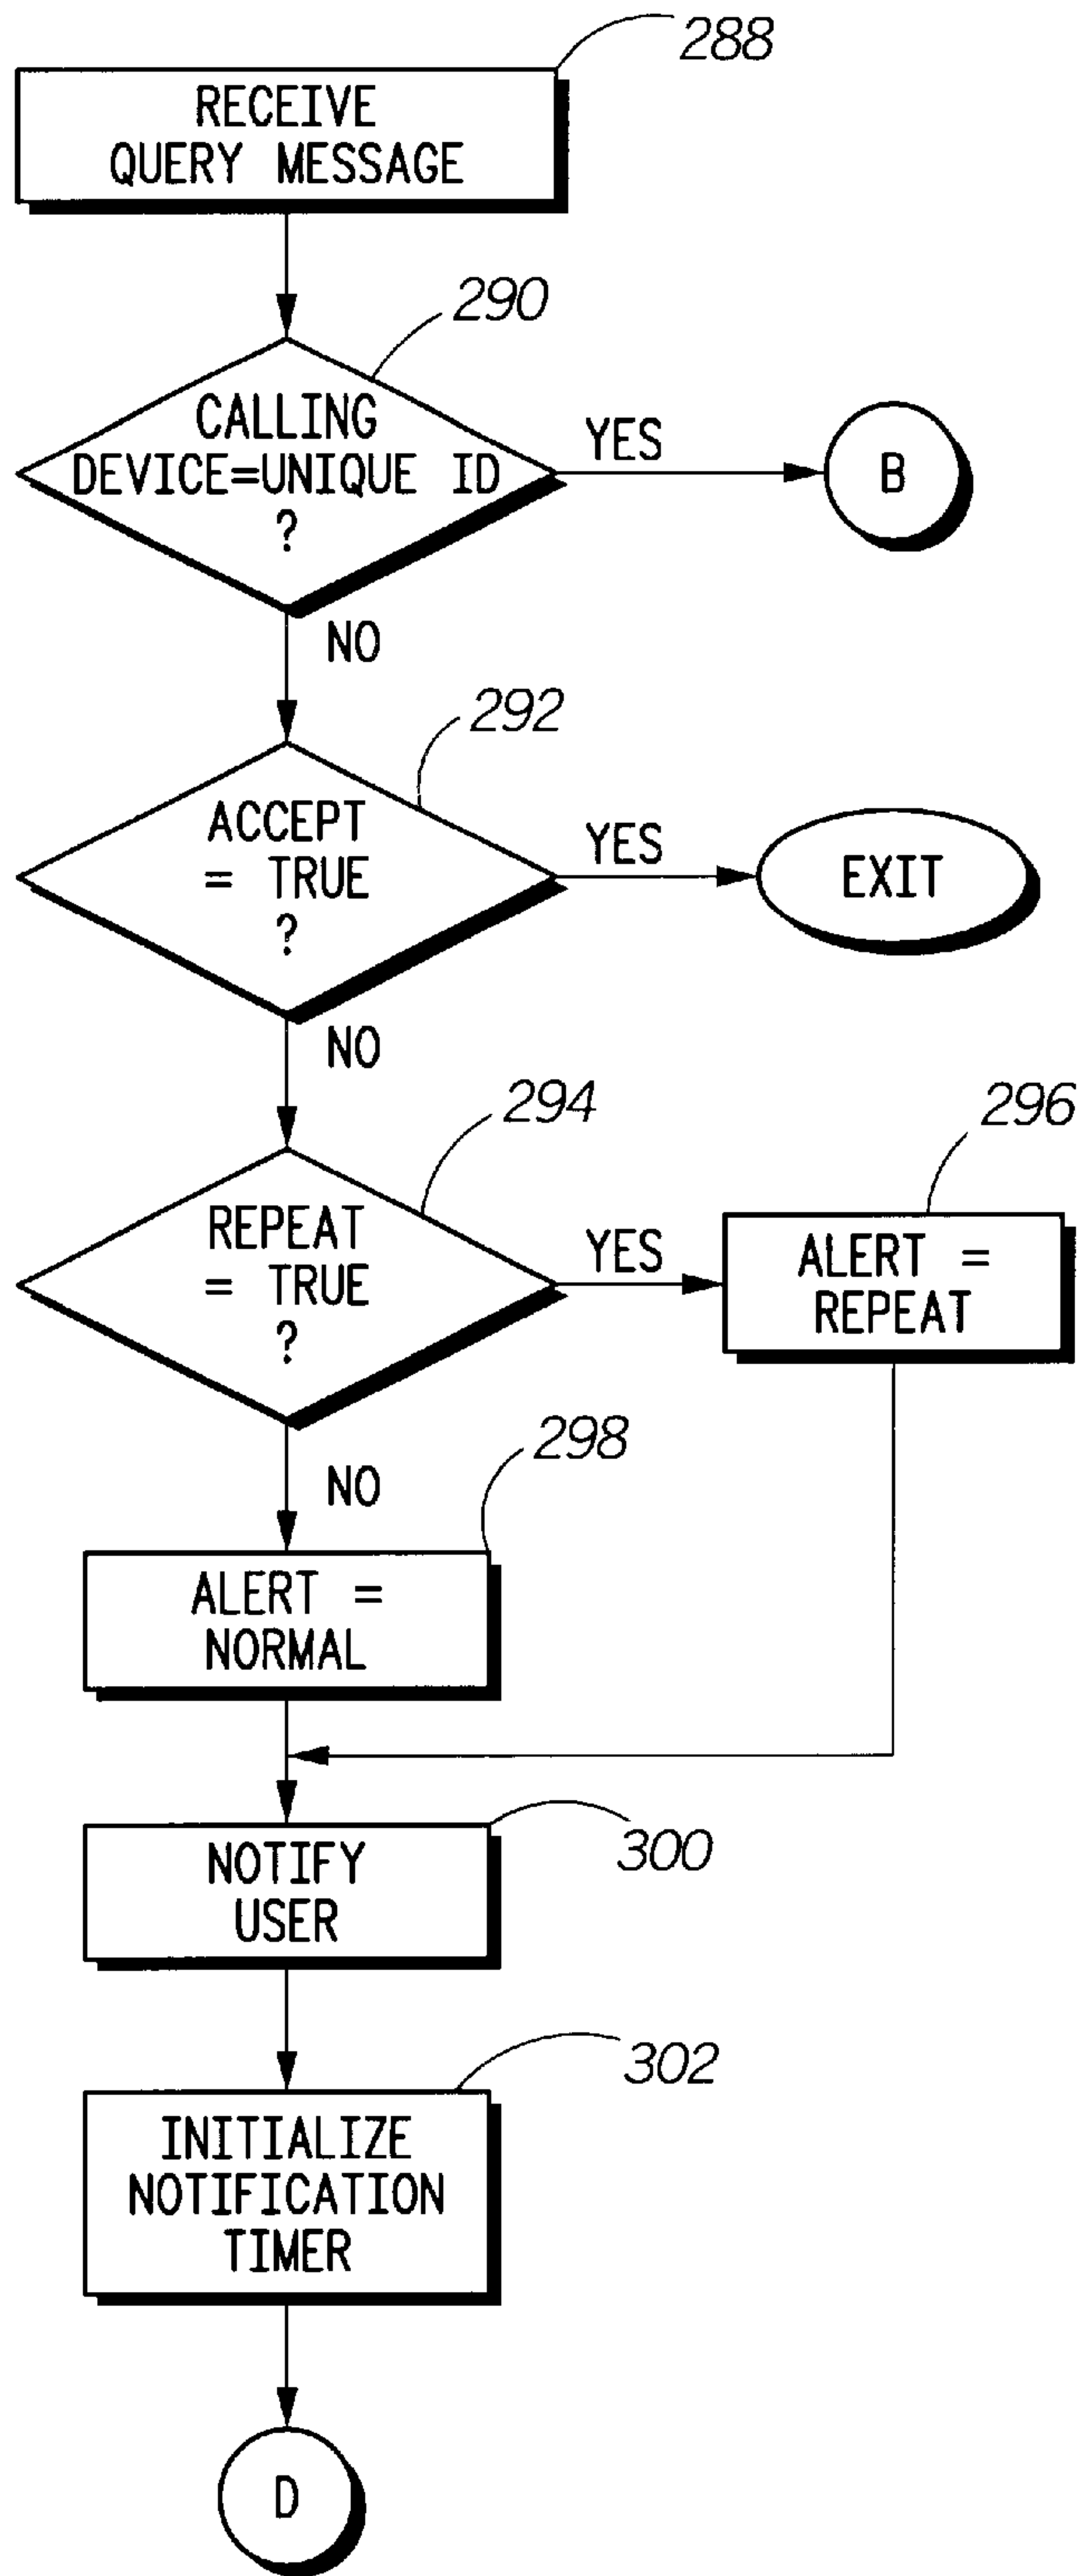 288
RECEIVE
QUERY MESSAGE
290
CALLING
DEVICE=UNIQUE ID
?
YES
B
NO
292
ACCEPT
= TRUE
?
YES
EXIT
NO
294
REPEAT
= TRUE
?
YES
296
ALERT =
REPEAT
NO
298
ALERT =
NORMAL
300
NOTIFY
USER
302
INITIALIZE
NOTIFICATION
TIMER
D